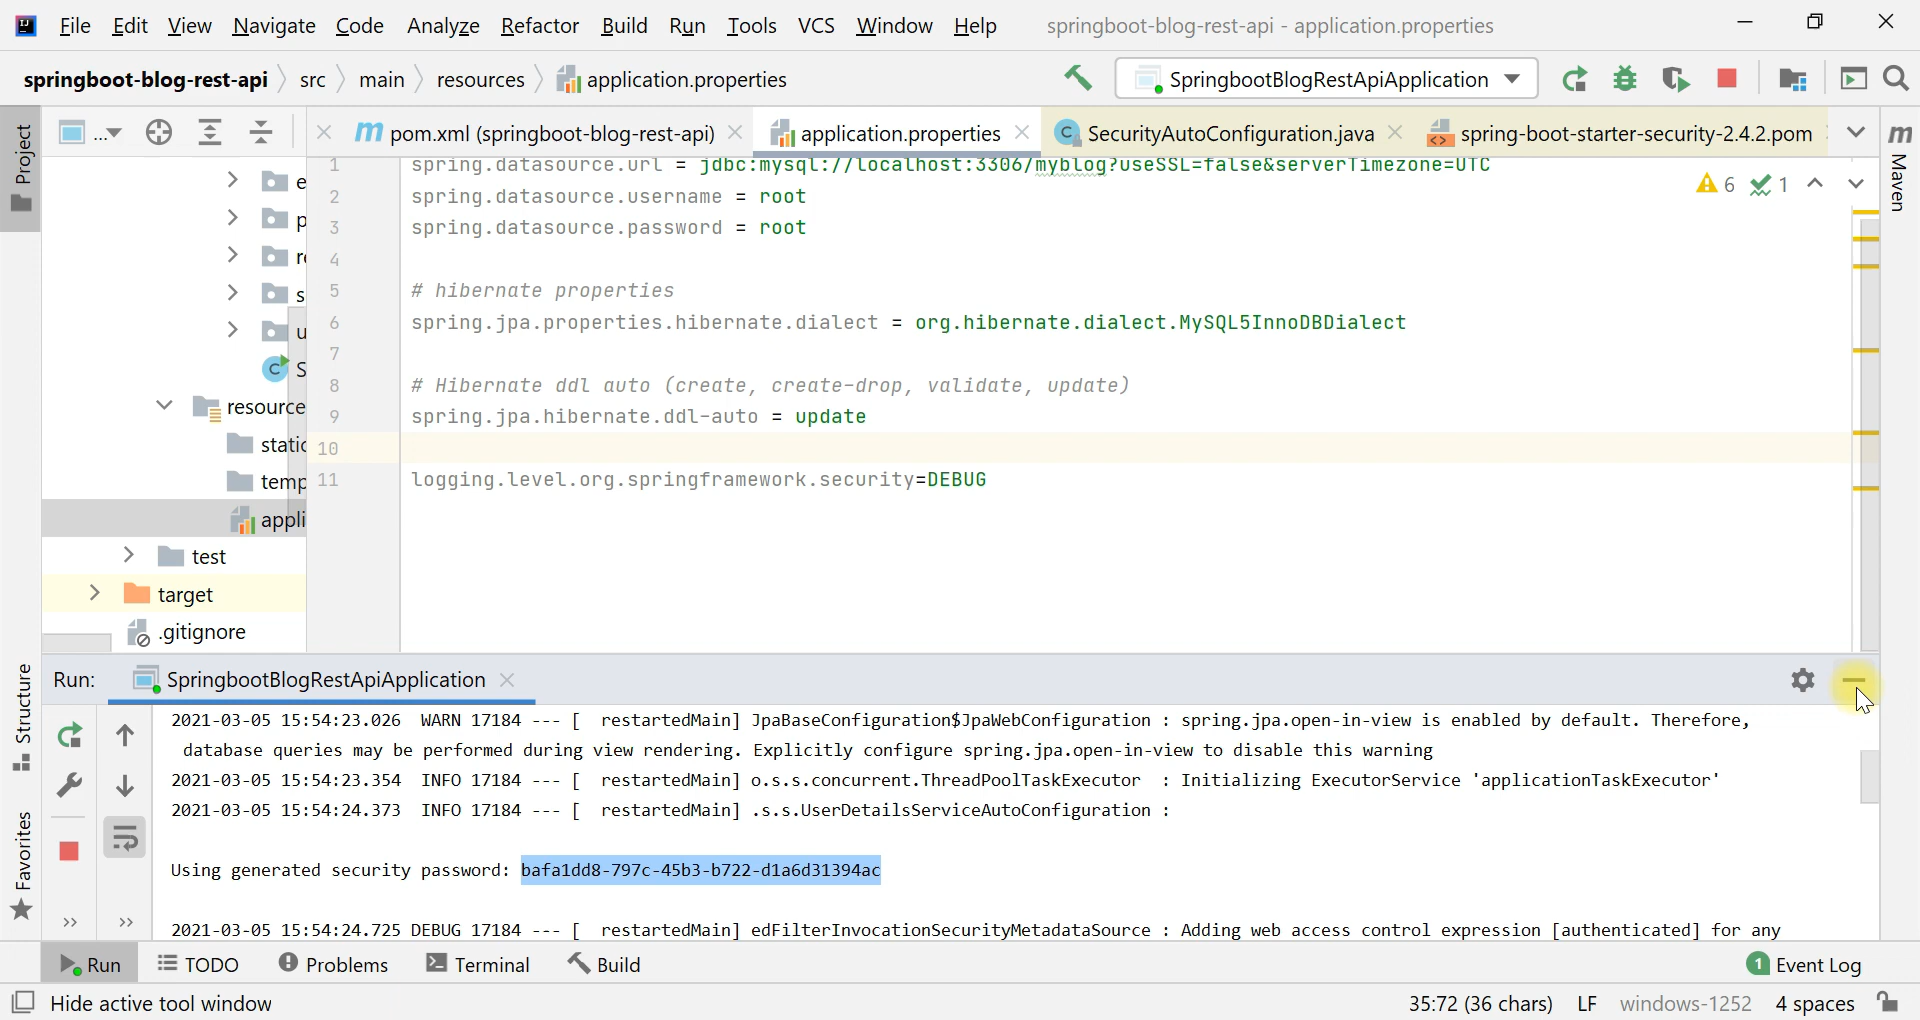 File Edit View Navigate Code Analyze Refactor Build Run Tools VCS Window Help springboot-blog-rest-api - application.properties
springboot-blog-rest-api src main resources application.properties SpringbootBlogRestApiApplication
Project ... pom.xml (springboot-blog-rest-api) application.properties SecurityAutoConfiguration.java spring-boot-starter-security-2.4.2.pom Maven
1 spring.datasource.url = jdbc:mysql://localhost:3306/myblog?useSSL=false&serverTimezone=UTC
6 1
2 spring.datasource.username = root
3 spring.datasource.password = root
4
5 # hibernate properties
6 spring.jpa.properties.hibernate.dialect = org.hibernate.dialect.MySQL5InnoDBDialect
7
8 # Hibernate ddl auto (create, create-drop, validate, update)
9 spring.jpa.hibernate.ddl-auto = update
10
11 logging.level.org.springframework.security=DEBUG
e
p
s
u
S
resource
static
temp
appli
test
target
.gitignore
Structure
Favorites
Run: SpringbootBlogRestApiApplication
2021-03-05 15:54:23.026 WARN 17184 --- [ restartedMain] JpaBaseConfiguration$JpaWebConfiguration : spring.jpa.open-in-view is enabled by default. Therefore,
database queries may be performed during view rendering. Explicitly configure spring.jpa.open-in-view to disable this warning
2021-03-05 15:54:23.354 INFO 17184 --- [ restartedMain] o.s.s.concurrent.ThreadPoolTaskExecutor : Initializing ExecutorService 'applicationTaskExecutor'
2021-03-05 15:54:24.373 INFO 17184 --- [ restartedMain] .s.s.UserDetailsServiceAutoConfiguration :
Using generated security password: bafa1dd8-797c-45b3-b722-d1a6d31394ac
2021-03-05 15:54:24.725 DEBUG 17184 --- [ restartedMain] edFilterInvocationSecurityMetadataSource : Adding web access control expression [authenticated] for any
Run TODO Problems Terminal Build 1 Event Log
Hide active tool window 35:72 (36 chars) LF windows-1252 4 spaces